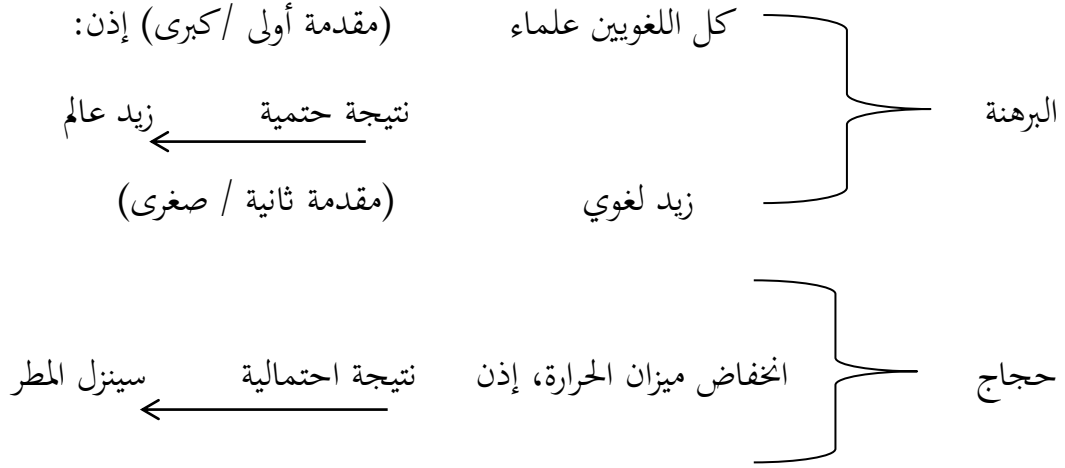 كل اللغويين علماء (مقدمة أولى /كبرى) إذن:
البرهنة نتيجة حتمية زيد عالم
زيد لغوي (مقدمة ثانية / صغرى)
حجاج انخفاض ميزان الحرارة، إذن نتيجة احتمالية سينزل المطر